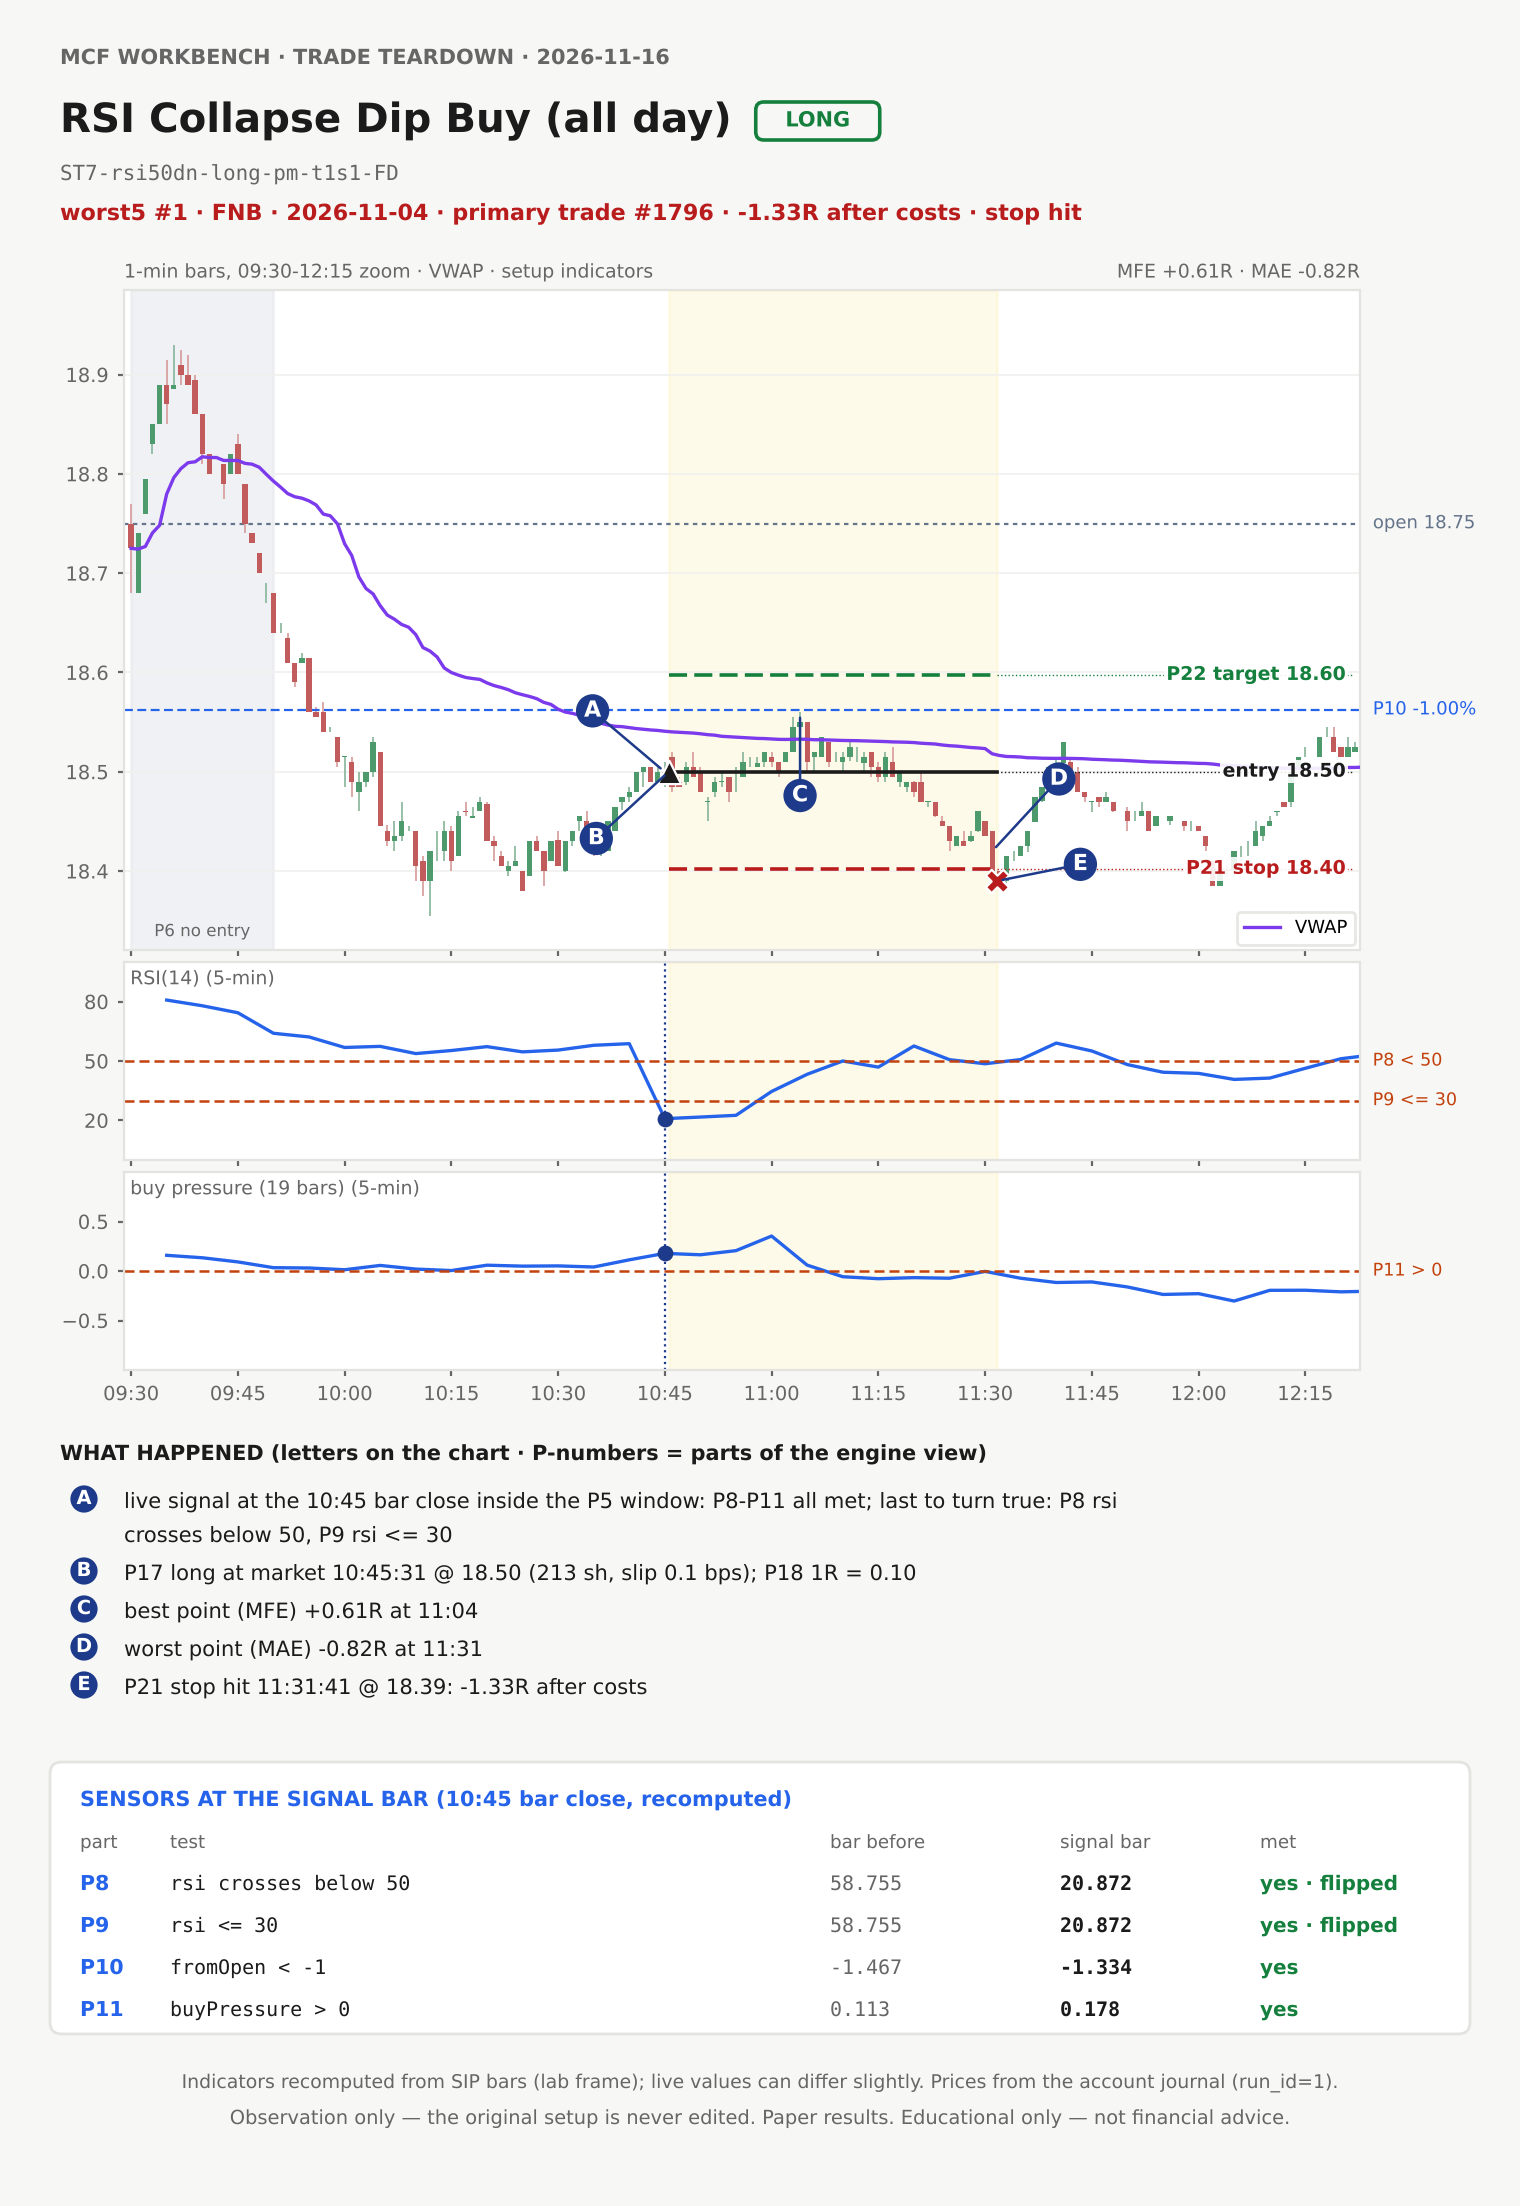 MCF WORKBENCH · TRADE TEARDOWN · 2026-11-16
RSI Collapse Dip Buy (all day) LONG
ST7-rsi50dn-long-pm-t1s1-FD
worst5 #1 · FNB · 2026-11-04 · primary trade #1796 · -1.33R after costs · stop hit
1-min bars, 09:30-12:15 zoom · VWAP · setup indicators MFE +0.61R · MAE -0.82R
18.9
18.8
open 18.75
18.7
18.6
P22 target 18.60
A
P10 -1.00%
18.5
entry 18.50
D
C
B
E
18.4
P21 stop 18.40
P6 no entry
VWAP
RSI(14) (5-min)
80
50
P8 < 50
P9 <= 30
20
buy pressure (19 bars) (5-min)
0.5
0.0
P11 > 0
−0.5
09:30 09:45 10:00 10:15 10:30 10:45 11:00 11:15 11:30 11:45 12:00 12:15
WHAT HAPPENED (letters on the chart · P-numbers = parts of the engine view)
A live signal at the 10:45 bar close inside the P5 window: P8-P11 all met; last to turn true: P8 rsi
crosses below 50, P9 rsi <= 30
B P17 long at market 10:45:31 @ 18.50 (213 sh, slip 0.1 bps); P18 1R = 0.10
C best point (MFE) +0.61R at 11:04
D worst point (MAE) -0.82R at 11:31
E P21 stop hit 11:31:41 @ 18.39: -1.33R after costs
SENSORS AT THE SIGNAL BAR (10:45 bar close, recomputed)
part test bar before signal bar met
P8 rsi crosses below 50 58.755 20.872 yes · flipped
P9 rsi <= 30 58.755 20.872 yes · flipped
P10 fromOpen < -1 -1.467 -1.334 yes
P11 buyPressure > 0 0.113 0.178 yes
Indicators recomputed from SIP bars (lab frame); live values can differ slightly. Prices from the account journal (run_id=1).
Observation only — the original setup is never edited. Paper results. Educational only — not financial advice.